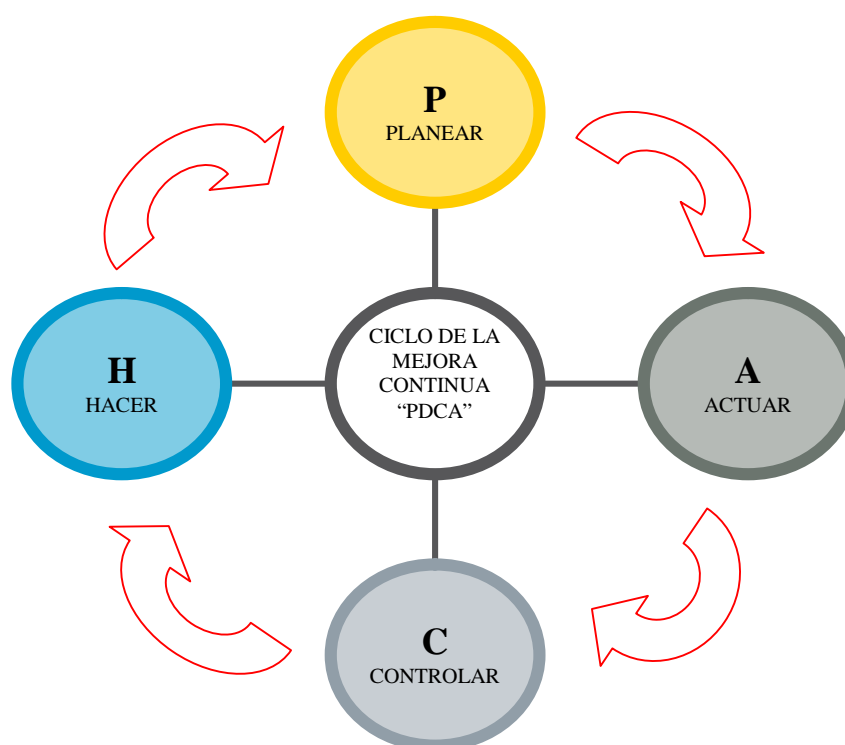 P
PLANEAR
CICLO DE LA
MEJORA
CONTINUA
“PDCA”
H
HACER
A
ACTUAR
C
CONTROLAR